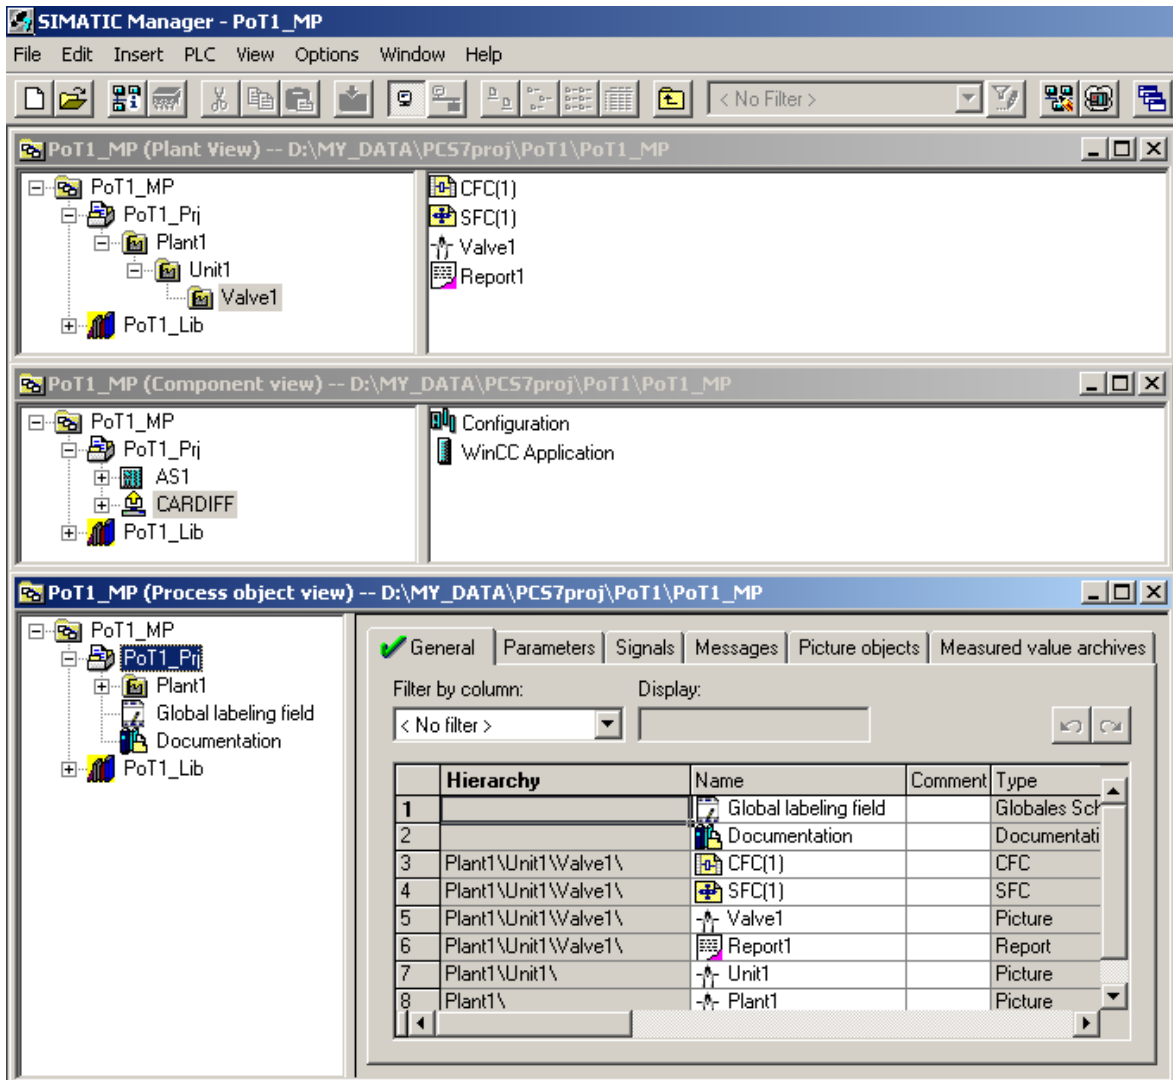 SIMATIC Manager - PoT1_MP
File Edit Insert PLC View Options Window Help
< No Filter >
PoT1_MP (Plant View) -- D:\MY_DATA\PCS7proj\PoT1\PoT1_MP
PoT1_MP
PoT1_Prj
Plant1
Unit1
Valve1
PoT1_Lib
CFC(1)
SFC(1)
Valve1
Report1
PoT1_MP (Component view) -- D:\MY_DATA\PCS7proj\PoT1\PoT1_MP
PoT1_MP
PoT1_Prj
AS1
CARDIFF
PoT1_Lib
Configuration
WinCC Application
PoT1_MP (Process object view) -- D:\MY_DATA\PCS7proj\PoT1\PoT1_MP
PoT1_MP
PoT1_Prj
Plant1
Global labeling field
Documentation
PoT1_Lib
General Parameters Signals Messages Picture objects Measured value archives
Filter by column: Display:
< No filter >
Hierarchy Name Comment Type
1 Global labeling field Globales Sch
2 Documentation Documentati
3 Plant1\Unit1\Valve1\ CFC(1) CFC
4 Plant1\Unit1\Valve1\ SFC(1) SFC
5 Plant1\Unit1\Valve1\ Valve1 Picture
6 Plant1\Unit1\Valve1\ Report1 Report
7 Plant1\Unit1\ Unit1 Picture
8 Plant1\ Plant1 Picture